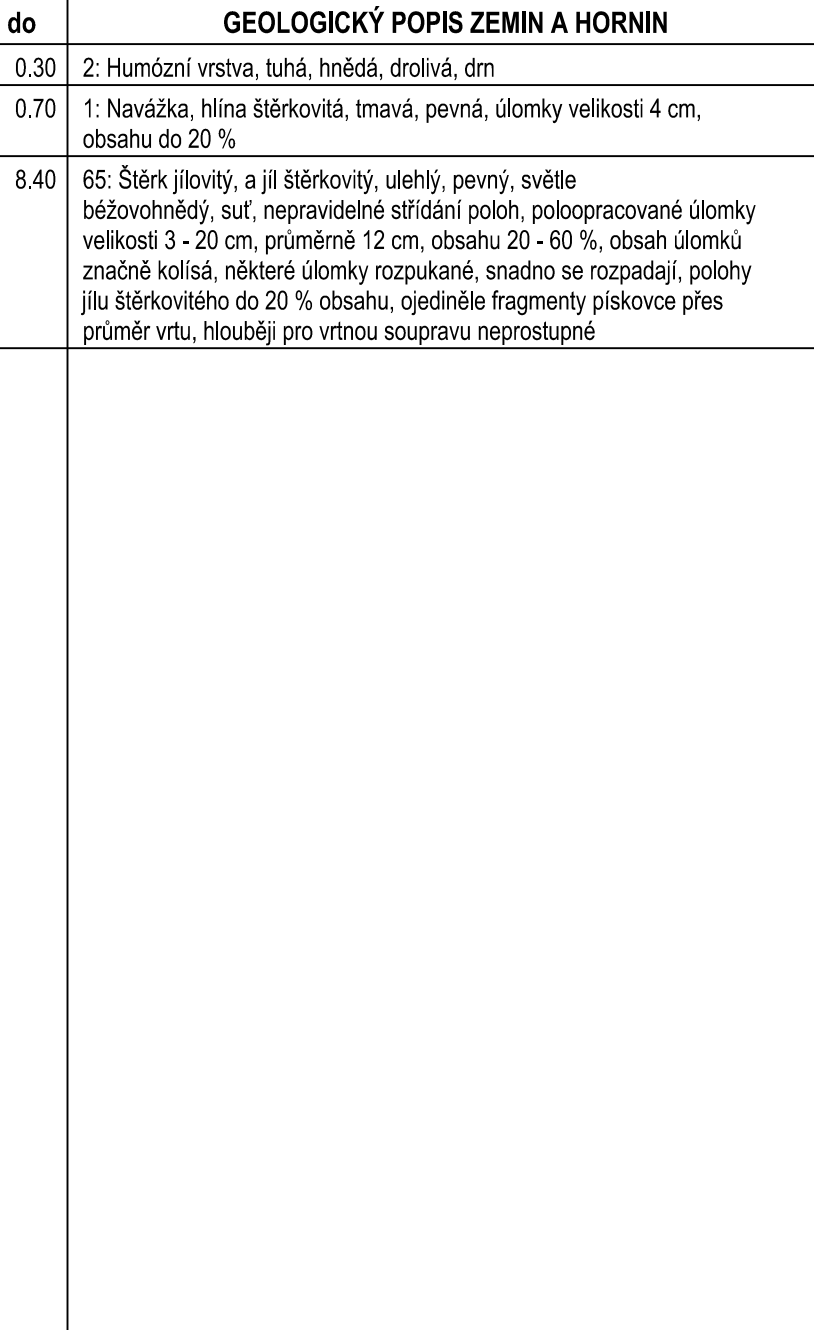 do GEOLOGICKÝ POPIS ZEMIN A HORNIN
0.30 2: Humózní vrstva, tuhá, hnědá, drolivá, drn
0.70 1: Navážka, hlína štěrkovitá, tmavá, pevná, úlomky velikosti 4 cm,
obsahu do 20 %
8.40 65: Štěrk jílovitý, a jíl štěrkovitý, ulehlý, pevný, světle
béžovohnědý, suť, nepravidelné střídání poloh, poloopracované úlomky
velikosti 3 - 20 cm, průměrně 12 cm, obsahu 20 - 60 %, obsah úlomků
značně kolísá, některé úlomky rozpukané, snadno se rozpadají, polohy
jílu štěrkovitého do 20 % obsahu, ojediněle fragmenty pískovce přes
průměr vrtu, hlouběji pro vrtnou soupravu neprostupné